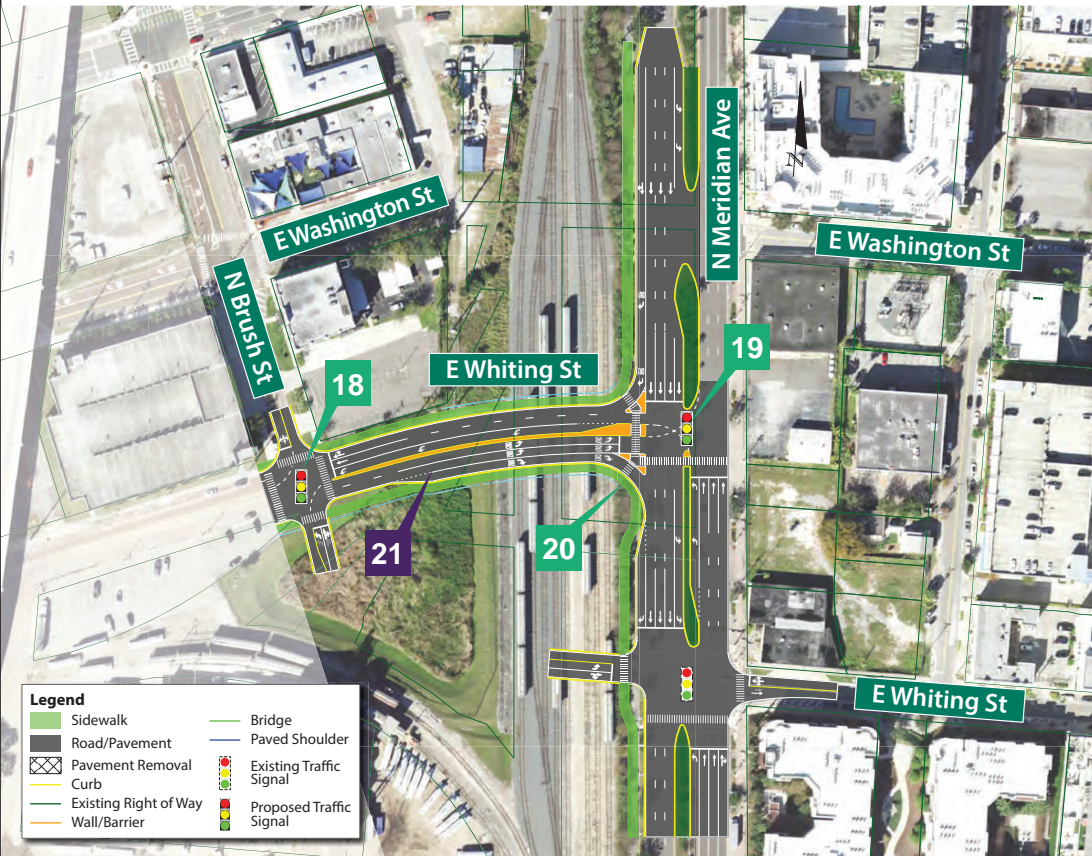 N Meridian Ave
N
E Washington St
E Washington St
N Brush St
18
E Whiting St
19
21
20
E Whiting St
Legend
Sidewalk
Road/Pavement
Pavement Removal
Curb
Existing Right of Way
Wall/Barrier
Bridge
Paved Shoulder
Existing Traffic
Signal
Proposed Traffic
Signal